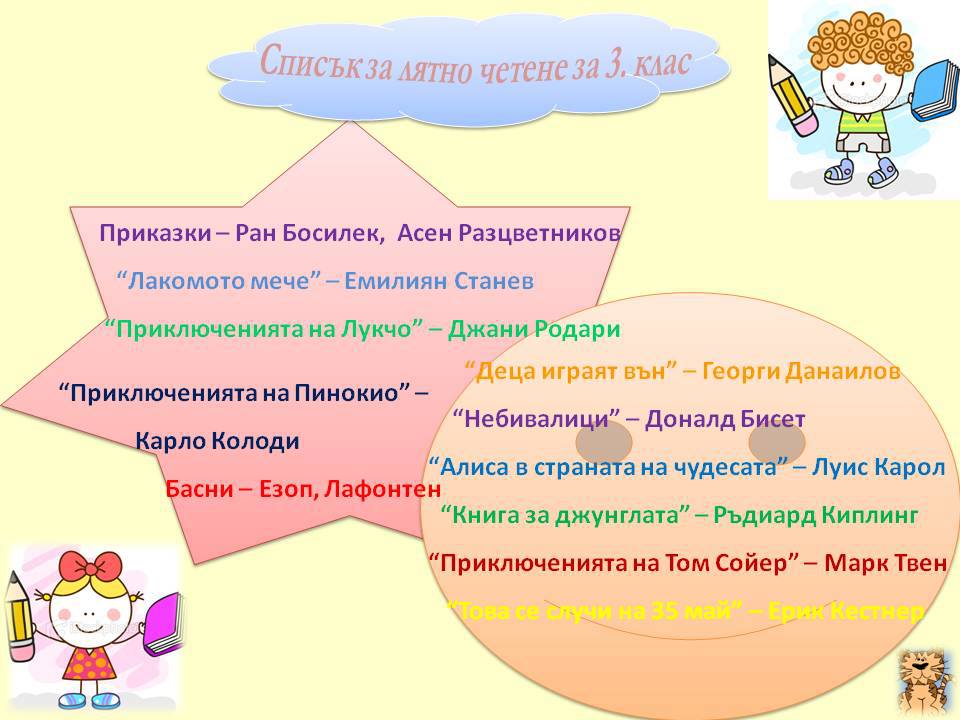 Списък за лятно четене за 3. клас
Приказки – Ран Босилек, Асен Разцветников
“Лакомото мече” – Емилиян Станев
“Приключенията на Лукчо” – Джани Родари
“Приключенията на Пинокио” –
Карло Колоди
Басни – Езоп, Лафонтен
“Деца играят вън” – Георги Данаилов
“Небивалици” – Доналд Бисет
“Алиса в страната на чудесата” – Луис Карол
“Книга за джунглата” – Ръдиард Киплинг
“Приключенията на Том Сойер” – Марк Твен
“Това се случи на 35 май” – Ерик Кестнер